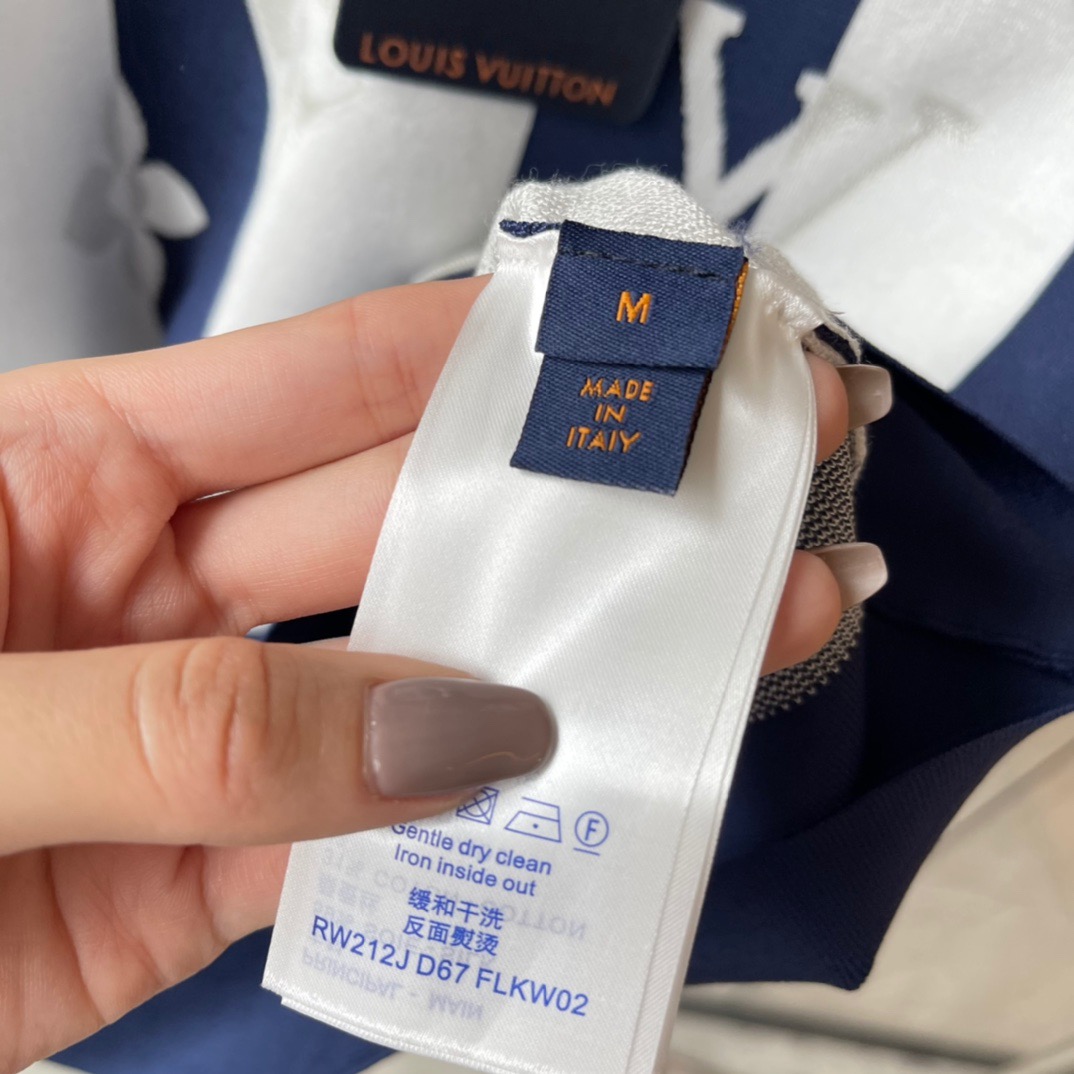 LOUIS VUITTON
M
MADE
IN
ITAIY
F
Gentle dry clean
Iron inside out
缓和干洗
反面熨烫
RW212J D67 FLKW02